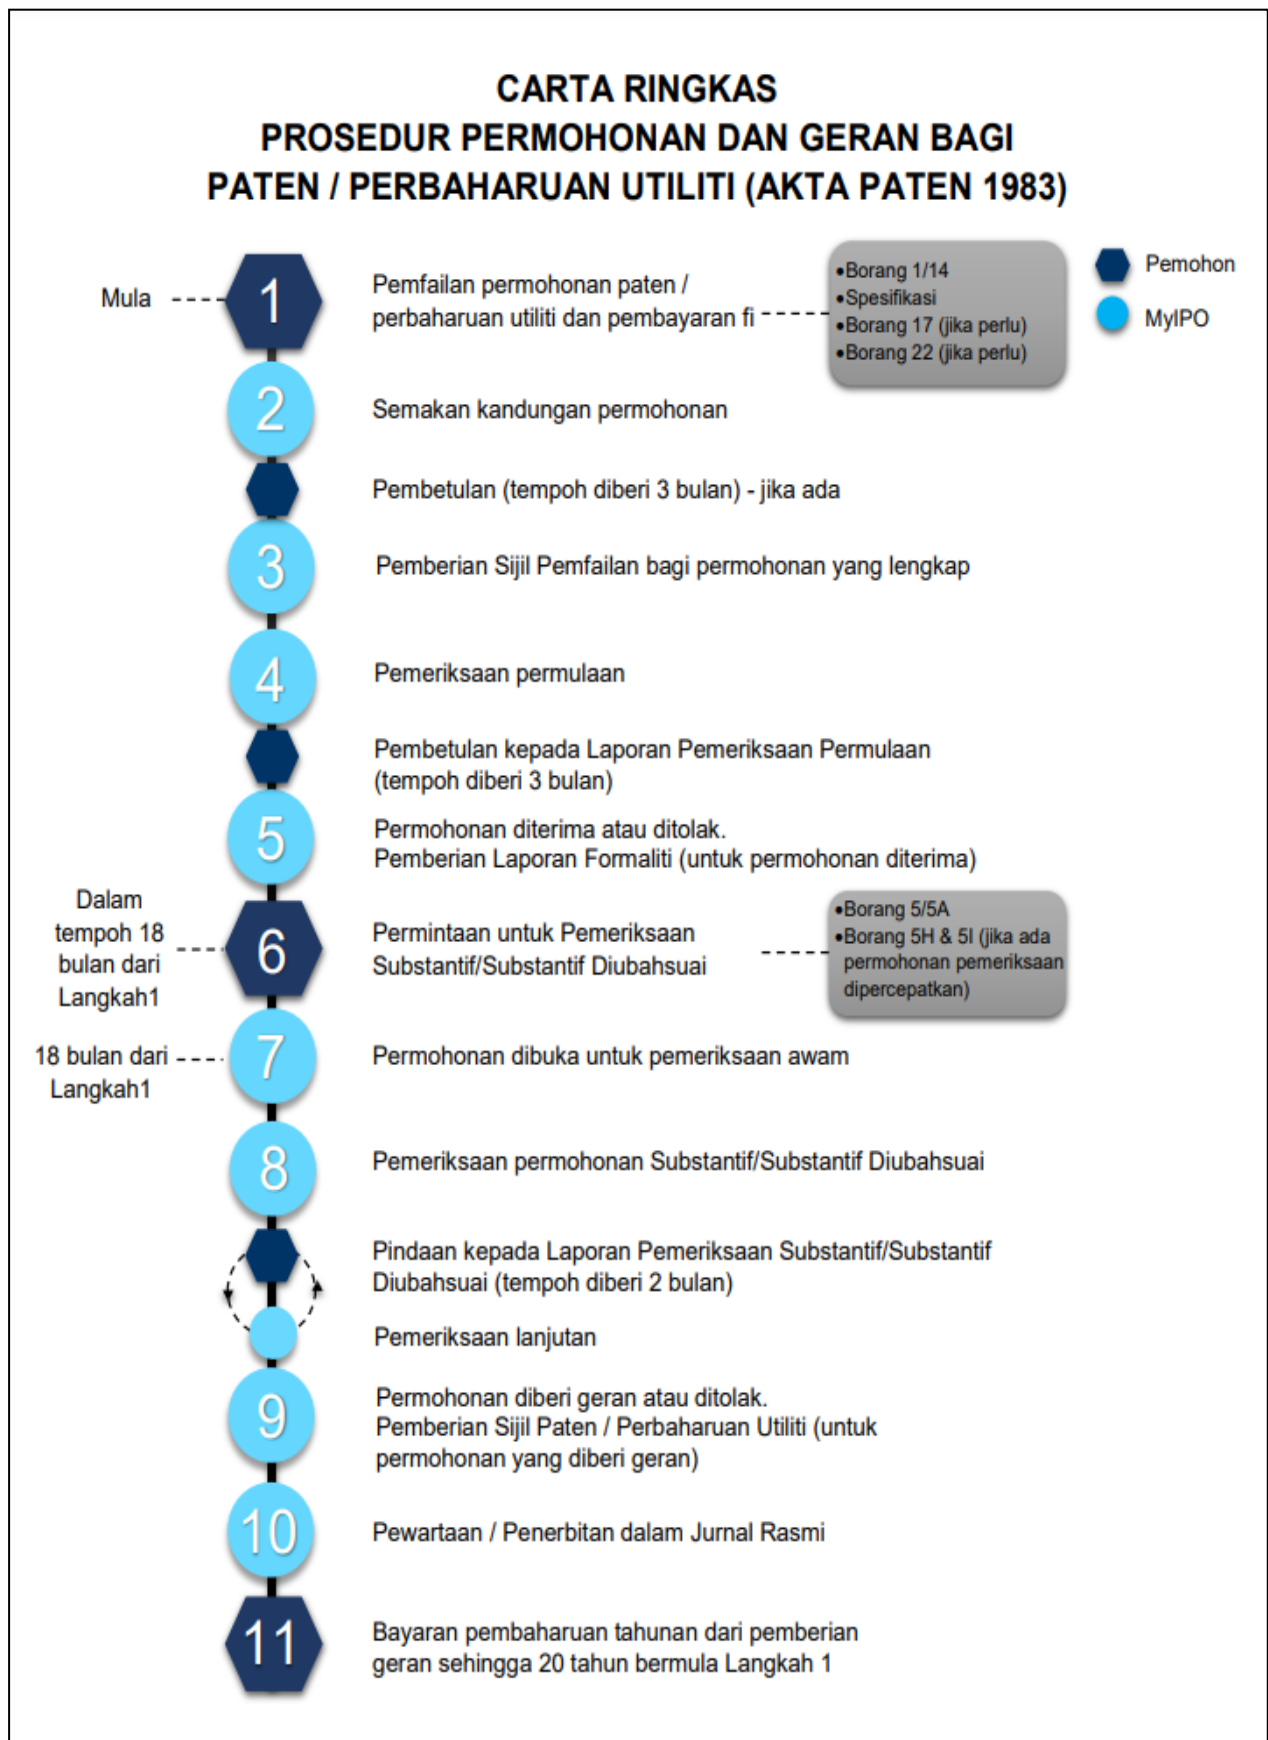 CARTA RINGKAS
PROSEDUR PERMOHONAN DAN GERAN BAGI
PATEN / PERBAHARUAN UTILITI (AKTA PATEN 1983)
Mula
1
Pemfailan permohonan paten /
perbaharuan utiliti dan pembayaran fi
•Borang 1/14
•Spesifikasi
•Borang 17 (jika perlu)
•Borang 22 (jika perlu)
Pemohon
MyIPO
2
Semakan kandungan permohonan
Pembetulan (tempoh diberi 3 bulan) - jika ada
3
Pemberian Sijil Pemfailan bagi permohonan yang lengkap
4
Pemeriksaan permulaan
Pembetulan kepada Laporan Pemeriksaan Permulaan
(tempoh diberi 3 bulan)
5
Permohonan diterima atau ditolak.
Pemberian Laporan Formaliti (untuk permohonan diterima)
Dalam
tempoh 18
bulan dari
Langkah1
6
Permintaan untuk Pemeriksaan
Substantif/Substantif Diubahsuai
•Borang 5/5A
•Borang 5H & 5I (jika ada
permohonan pemeriksaan
dipercepatkan)
18 bulan dari
Langkah1
7
Permohonan dibuka untuk pemeriksaan awam
8
Pemeriksaan permohonan Substantif/Substantif Diubahsuai
Pindaan kepada Laporan Pemeriksaan Substantif/Substantif
Diubahsuai (tempoh diberi 2 bulan)
Pemeriksaan lanjutan
9
Permohonan diberi geran atau ditolak.
Pemberian Sijil Paten / Perbaharuan Utiliti (untuk
permohonan yang diberi geran)
10
Pewartaan / Penerbitan dalam Jurnal Rasmi
11
Bayaran pembaharuan tahunan dari pemberian
geran sehingga 20 tahun bermula Langkah 1